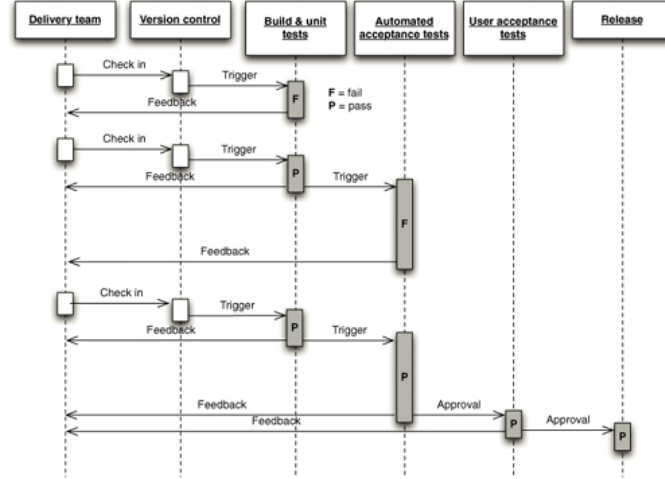 Delivery team
Version control
Build & unit
tests
Automated
acceptance tests
User acceptance
tests
Release
Check in
Trigger
F
F = fail
P = pass
Feedback
Check in
Trigger
Feedback
P
Trigger
F
Feedback
Check in
Trigger
P
Feedback
Trigger
P
Feedback
Approval
Feedback
P
Approval
P